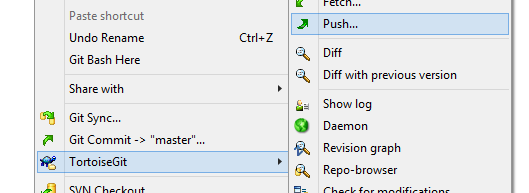 Paste shortcut
Undo Rename Ctrl+Z
Git Bash Here
Share with
Git Sync...
Git Commit -> "master"...
TortoiseGit
SVN Checkout
Fetch...
Push...
Diff
Diff with previous version
Show log
Daemon
Revision graph
Repo-browser
Check for modifications